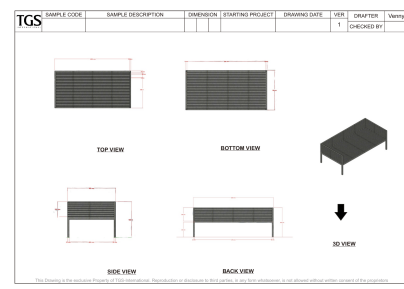 TGS
SAMPLE CODE
SAMPLE DESCRIPTION
DIMENSION
STARTING PROJECT
DRAWING DATE
VER
DRAFTER
Venny
1
CHECKED BY
TOP VIEW
BOTTOM VIEW
SIDE VIEW
BACK VIEW
3D VIEW
This Drawing is the exclusive Property of TGS-International. Reproduction or disclosure to third parties, in any form whatsoever, is not allowed without written consent of the proprietors